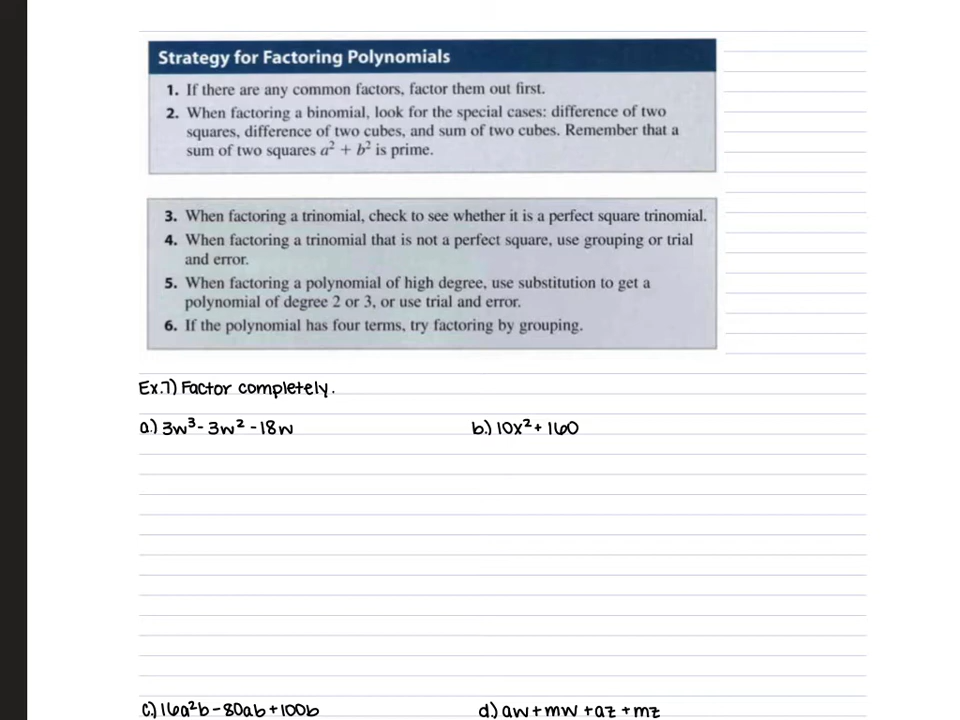 Strategy for Factoring Polynomials
1. If there are any common factors, factor them out first.
2. When factoring a binomial, look for the special cases: difference of two
squares, difference of two cubes, and sum of two cubes. Remember that a
sum of two squares a² + b² is prime.
3. When factoring a trinomial, check to see whether it is a perfect square trinomial.
4. When factoring a trinomial that is not a perfect square, use grouping or trial
and error.
5. When factoring a polynomial of high degree, use substitution to get a
polynomial of degree 2 or 3, or use trial and error.
6. If the polynomial has four terms, try factoring by grouping.
Ex.7) Factor completely.
a.) 3w³ - 3w² - 18w b.) 10x² + 160
c.) 16a²b - 80ab + 100b d.) aw + mw + az + mz